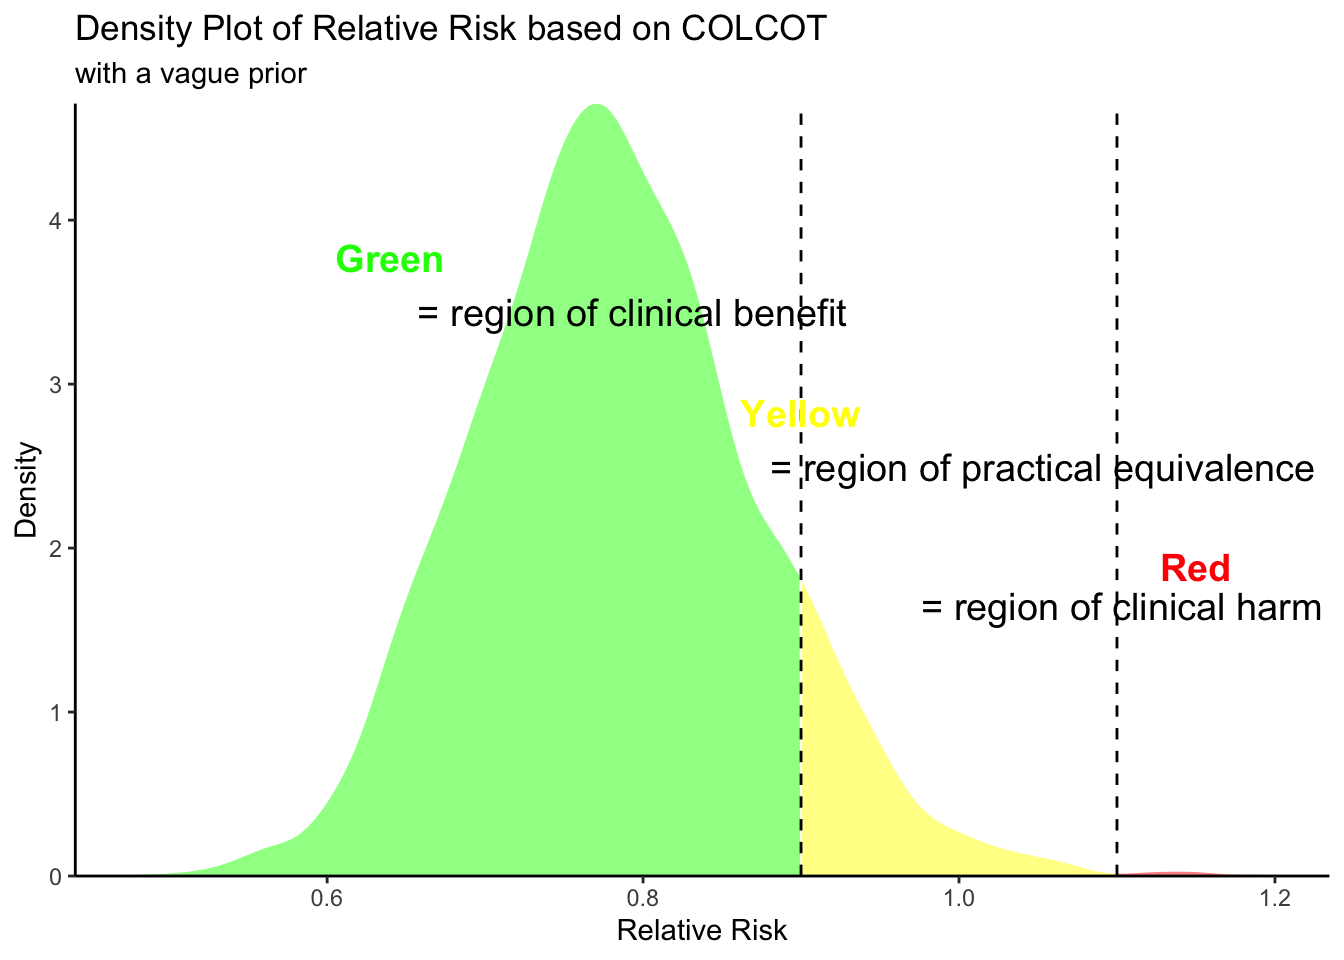 Density Plot of Relative Risk based on COLCOT
with a vague prior
Green
= region of clinical benefit
Yellow
= region of practical equivalence
Red
= region of clinical harm
Density
4
3
2
1
0
0.6
0.8
1.0
1.2
Relative Risk